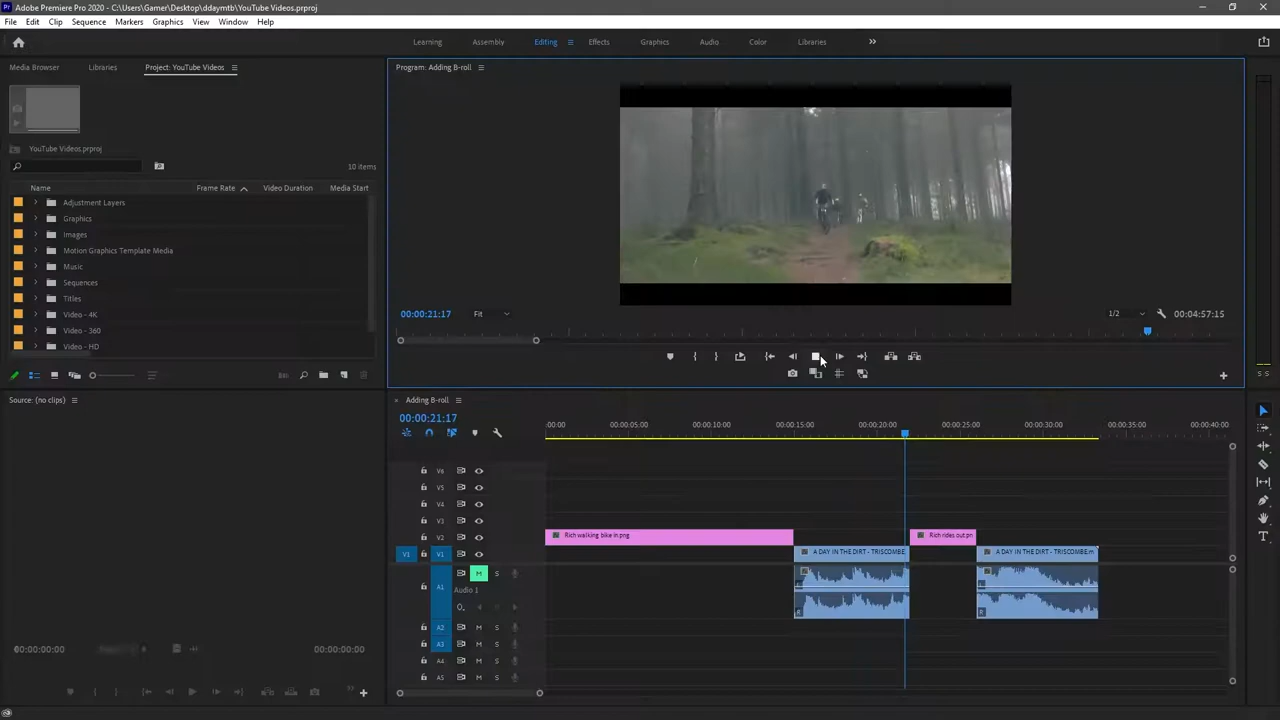 Pr Adobe Premiere Pro 2020 - C:\Users\Gamer\Desktop\ddaymtb\YouTube Videos.prproj
File Edit Clip Sequence Markers Graphics View Window Help
Learning Assembly Editing Effects Graphics Audio Color Libraries
Media Browser Libraries Project: YouTube Videos
Program: Adding B-roll
YouTube Videos.prproj
10 items
Name Frame Rate Video Duration Media Start
Adjustment Layers
Graphics
Images
Motion Graphics Template Media
Music
Sequences
Titles
Video - 4K
Video - 360
Video - HD
00:00:21:17 Fit 1/2 00:04:57:15
S S
Source: (no clips)
Adding B-roll
00:00:21:17
:00:00 00:00:05:00 00:00:10:00 00:00:15:00 00:00:20:00 00:00:25:00 00:00:30:00 00:00:35:00 00:00:40:00
V6
V5
V4
V3
V2 Rich walking bike in.png Rich rides out.pn
V1 V1 A DAY IN THE DIRT - TRISCOMBE A DAY IN THE DIRT - TRISCOMBE.m
M S
A1
Audio 1
L L
R R
A2 M S
A3 M S
A4 M S
A5 M S
00:00:00:00 00:00:00:00